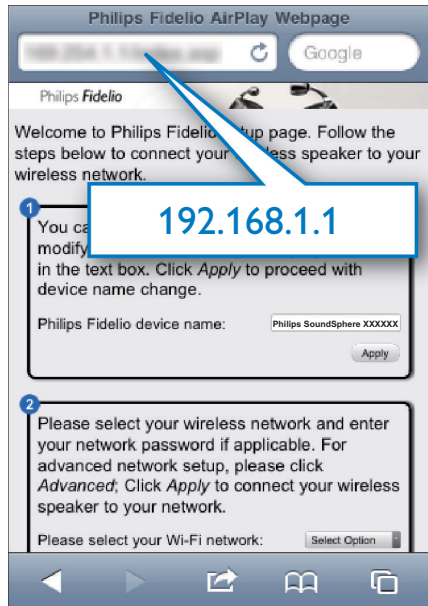 Philips Fidelio AirPlay Webpage
Google
Philips Fidelio
Welcome to Philips Fidelio setup page. Follow the
steps below to connect your wireless speaker to your
wireless network.
192.168.1.1
1
You
modify
in the text box. Click Apply to proceed with
device name change.
Philips Fidelio device name:
Philips SoundSphere XXXXXX
Apply
2
Please select your wireless network and enter
your network password if applicable. For
advanced network setup, please click
Advanced; Click Apply to connect your wireless
speaker to your network.
Please select your Wi-Fi network:
Select Option